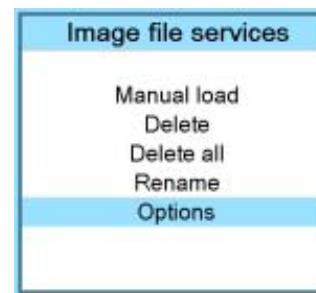 Image file services
Manual load
Delete
Delete all
Rename
Options